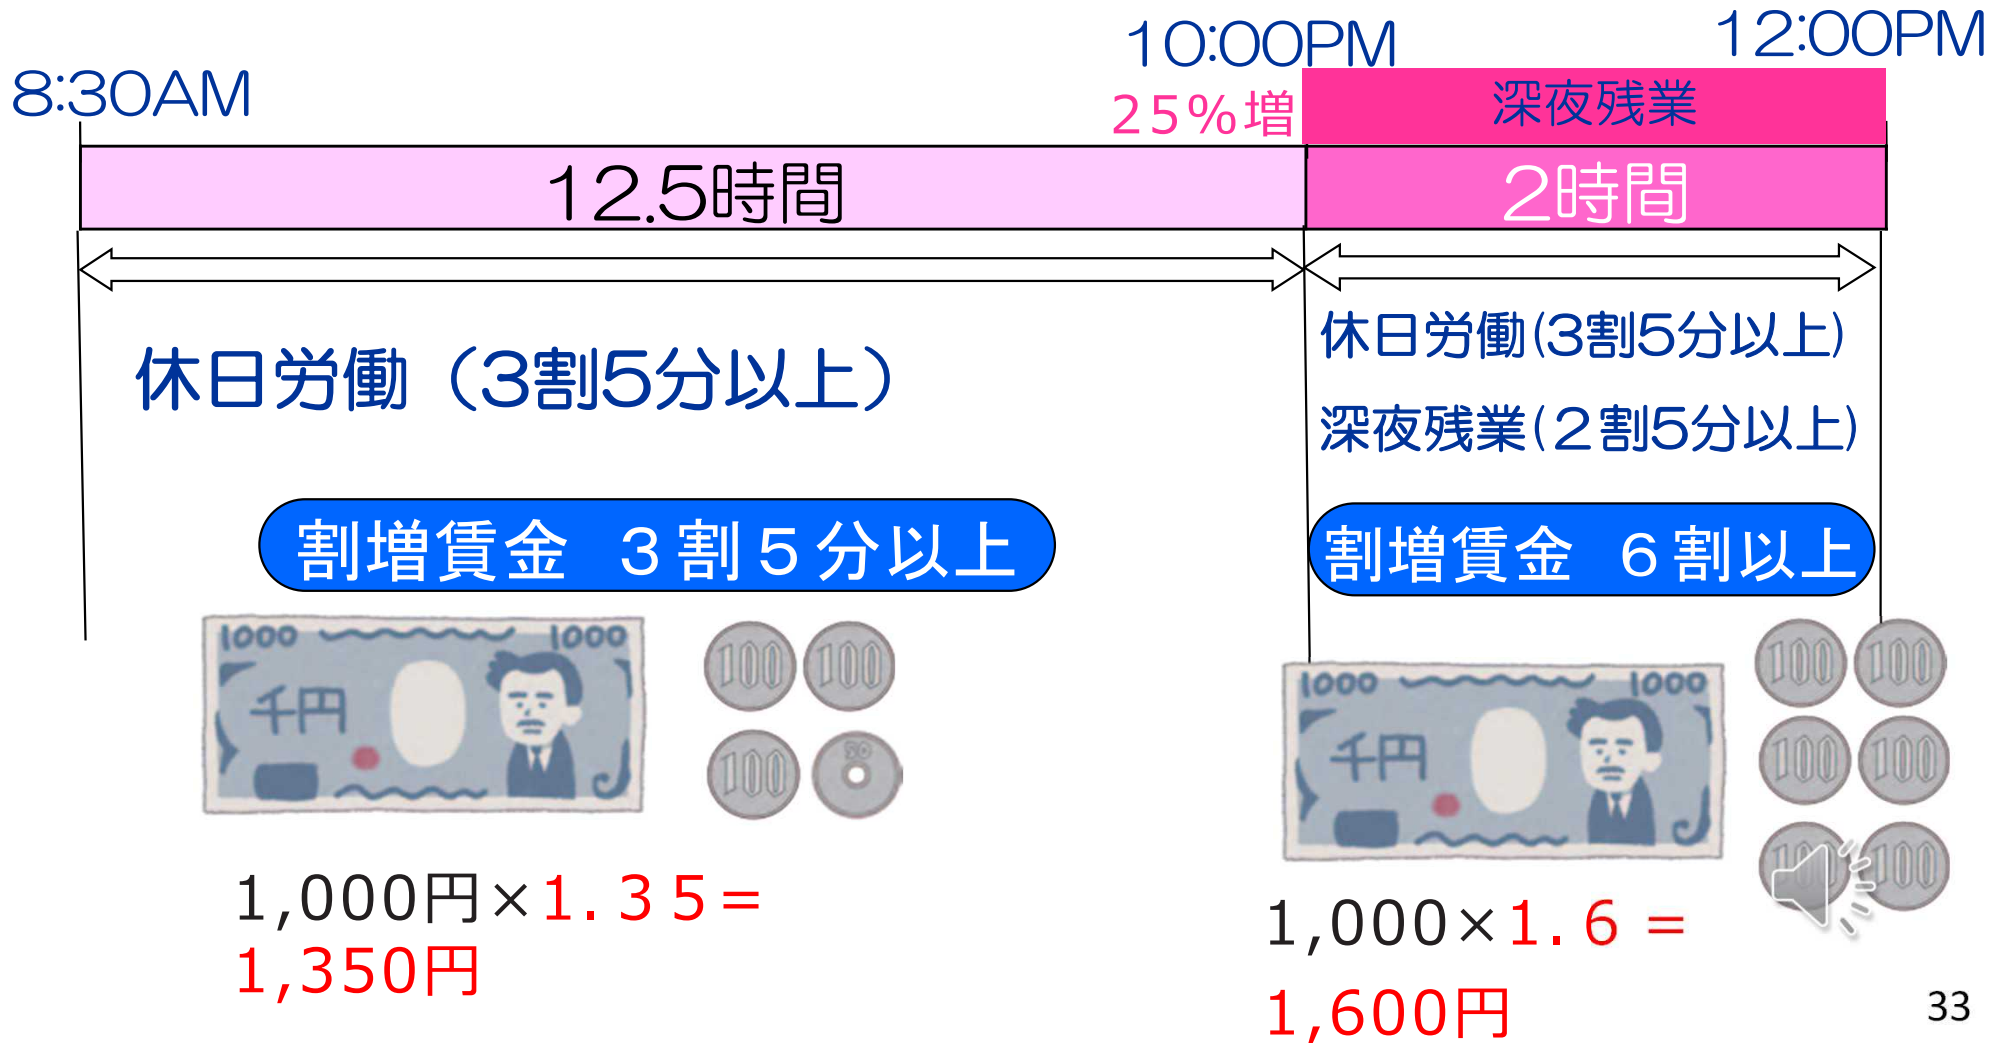 8:30AM
10:00PM
12:00PM
25%増
深夜残業
12.5時間
2時間
休日労働（3割5分以上）
休日労働(3割5分以上)
深夜残業(2割5分以上)
割増賃金　３割５分以上
割増賃金　６割以上
1000 1000
千円
100 100
100 50
1000 1000
千円
100 100
100 100
100 100
1,000円×1.３５=
1,350円
1,000×1.６=
1,600円
33